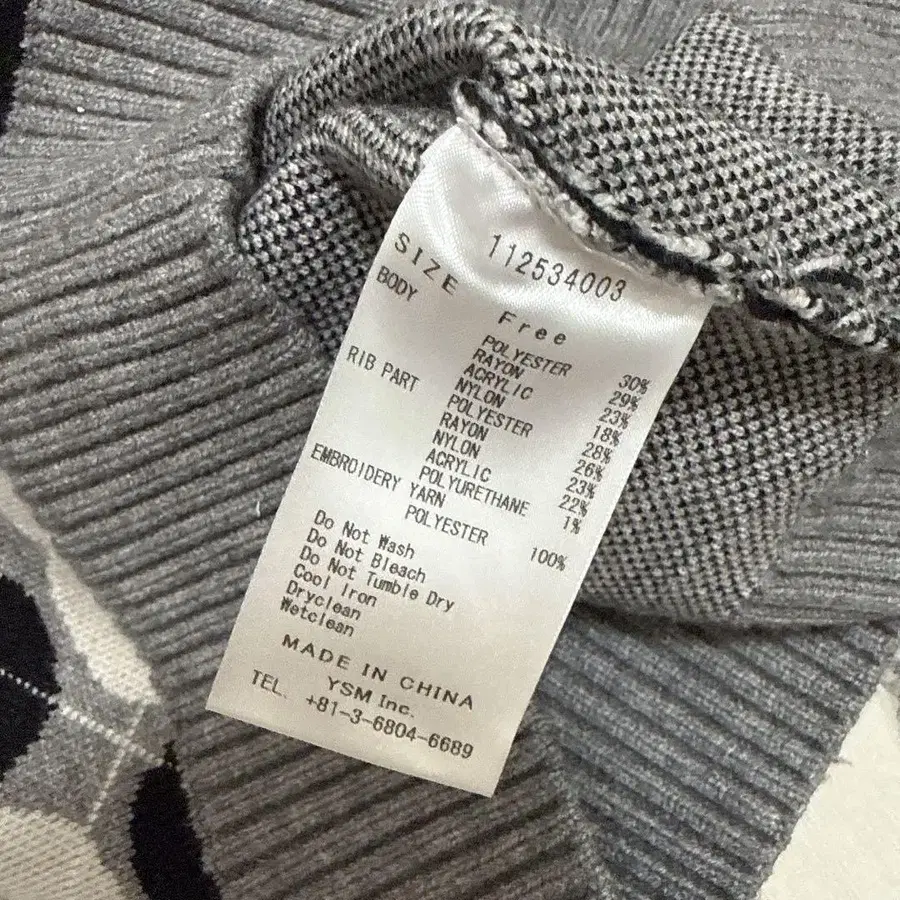 112534003
SIZE Free
BODY POLYESTER 30%
RAYON 29%
ACRYLIC 23%
NYLON 18%
RIB PART POLYESTER 28%
RAYON 26%
NYLON 23%
ACRYLIC 22%
POLYURETHANE 1%
EMBROIDERY YARN
POLYESTER 100%
Do Not Wash
Do Not Bleach
Do Not Tumble Dry
Cool Iron
Dryclean
Wetclean
MADE IN CHINA
YSM Inc.
TEL. +81-3-6804-6689